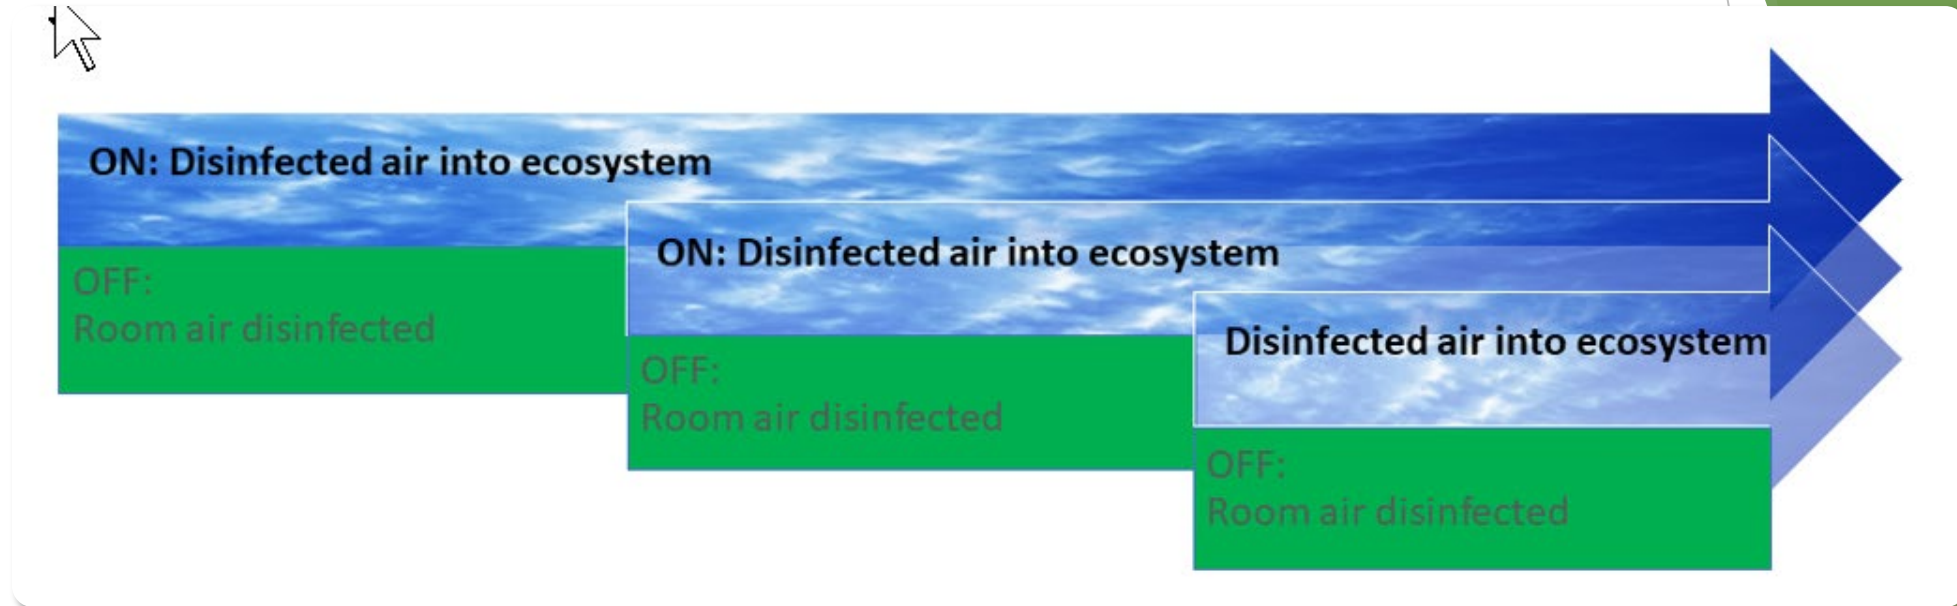 ON: Disinfected air into ecosystem
OFF:
Room air disinfected
ON: Disinfected air into ecosystem
OFF:
Room air disinfected
Disinfected air into ecosystem
OFF:
Room air disinfected